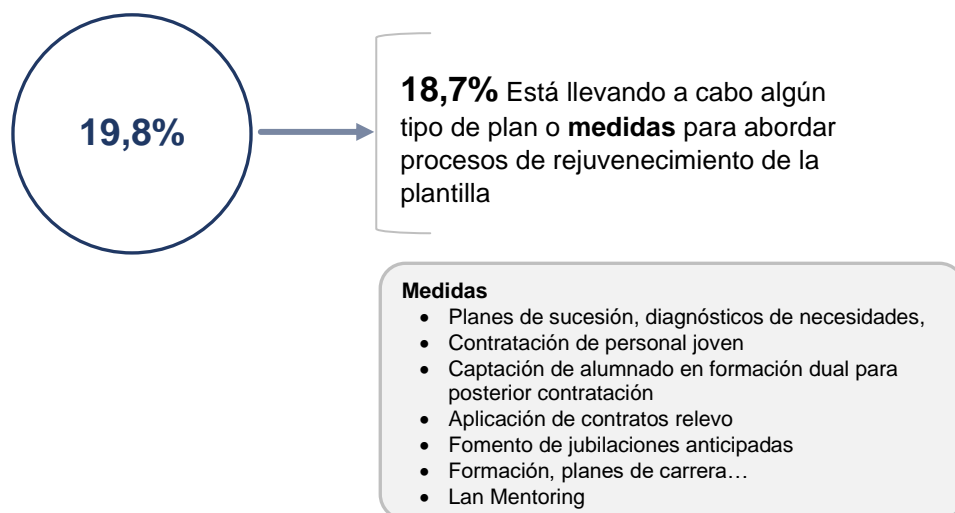 19,8%
18,7% Está llevando a cabo algún
tipo de plan o medidas para abordar
procesos de rejuvenecimiento de la
plantilla
Medidas
• Planes de sucesión, diagnósticos de necesidades,
• Contratación de personal joven
• Captación de alumnado en formación dual para
posterior contratación
• Aplicación de contratos relevo
• Fomento de jubilaciones anticipadas
• Formación, planes de carrera…
• Lan Mentoring